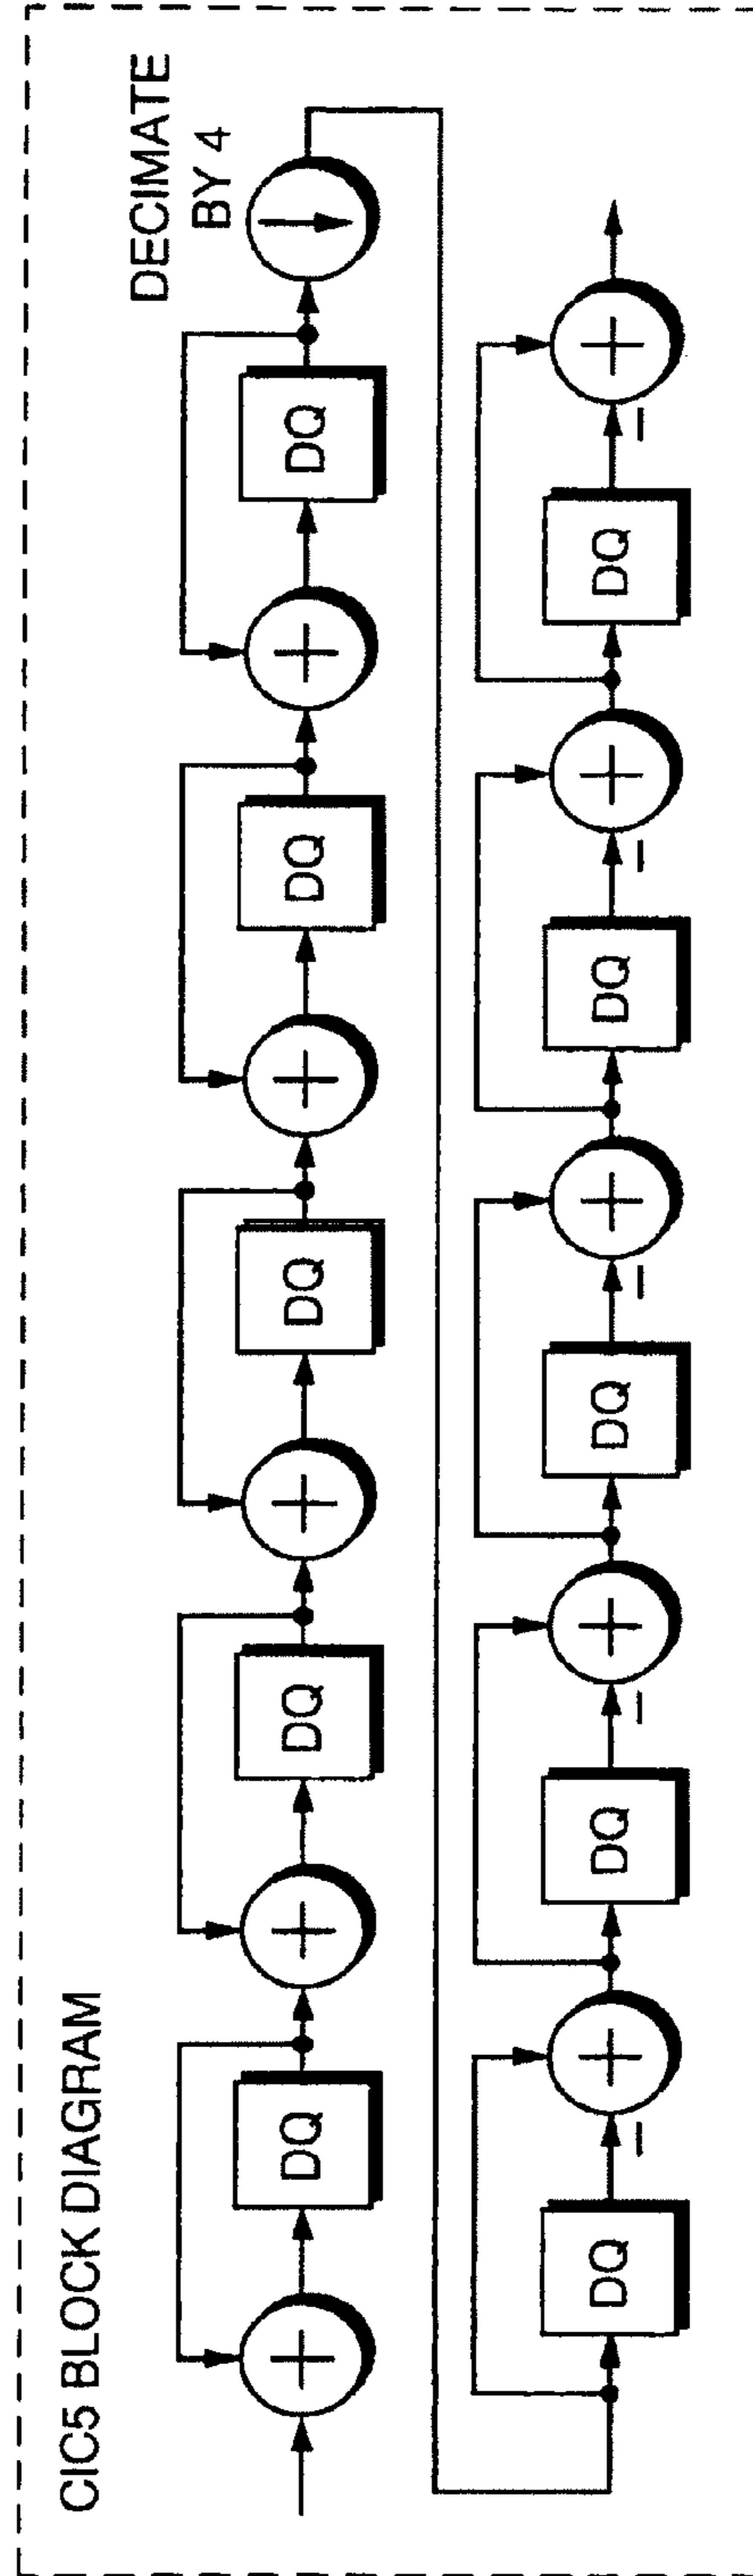 CIC5 BLOCK DIAGRAM
DECIMATE
BY 4
+
DQ
+
DQ
+
DQ
+
DQ
+
DQ
DQ
–
+
DQ
–
+
DQ
–
+
DQ
–
+
DQ
–
+